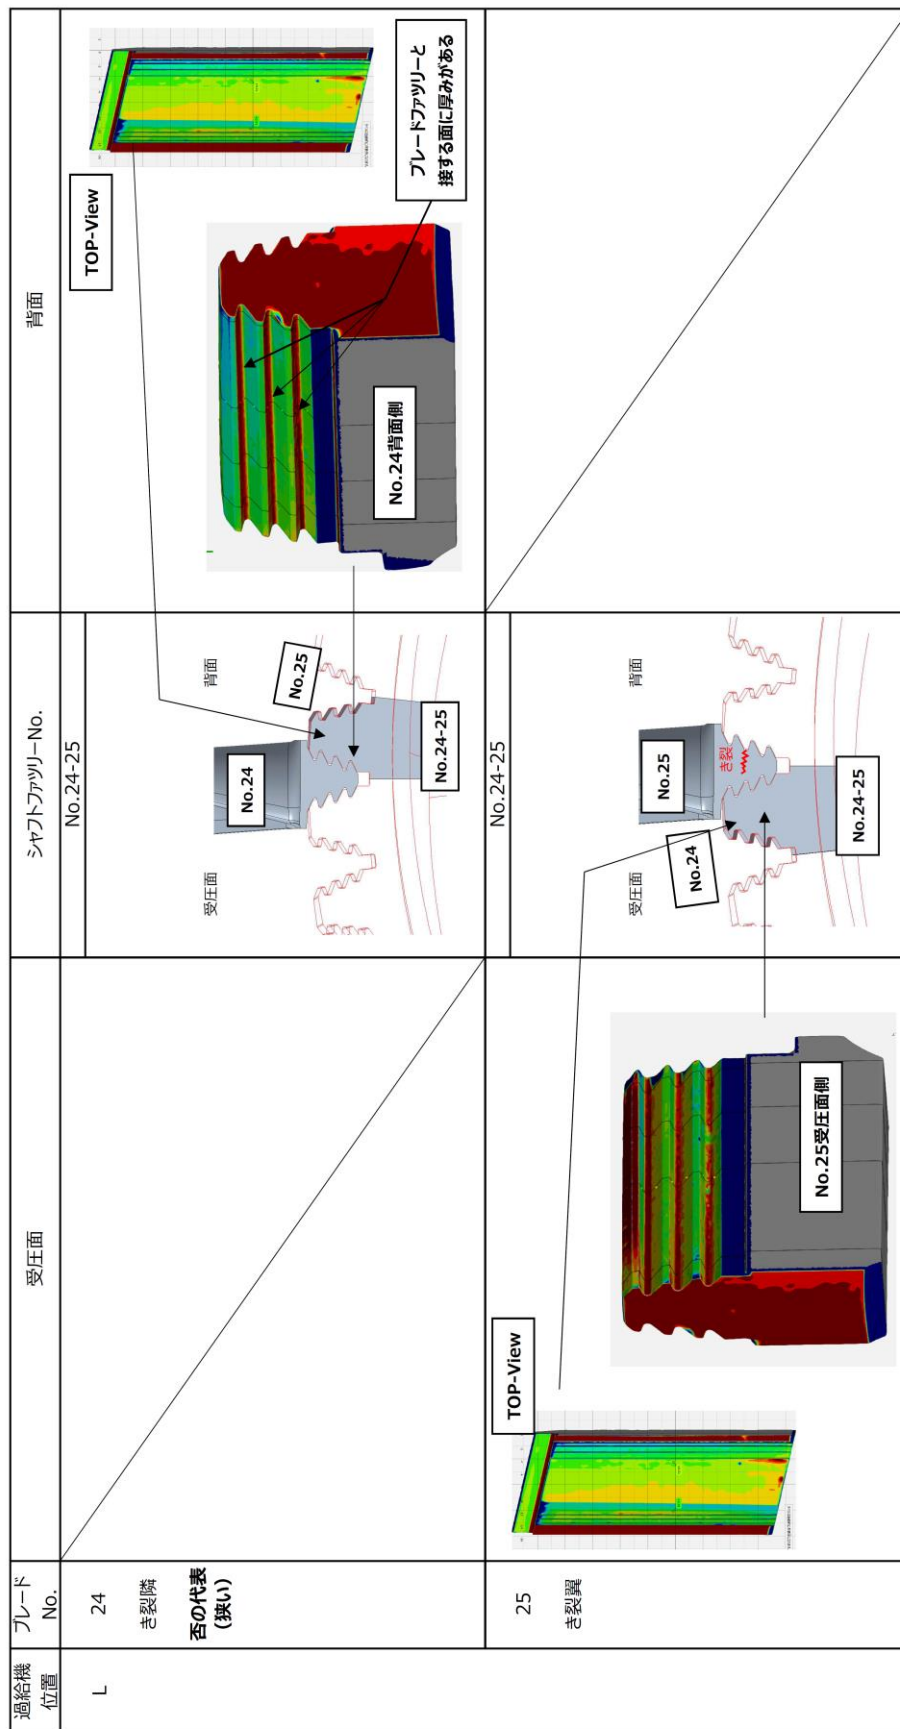 過給機
位置
ブレード
No.
受圧面
シャフトファツリーNo.
背面
L
24
き裂隣
否の代表
(狭い)
No.24-25
受圧面
背面
No.24
No.25
No.24-25
TOP-View
No.24背面側
ブレードファツリーと
接する面に厚みがある
25
き裂翼
TOP-View
No.25受圧面側
No.24-25
受圧面
背面
No.25
き裂
No.24
No.24-25